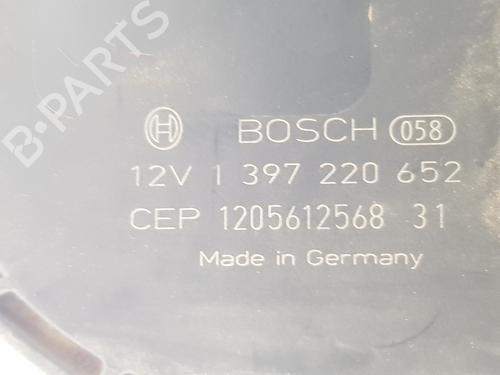 B-PARTS
BOSCH 058
12V 1 397 220 652
CEP 1205612568 31
Made in Germany